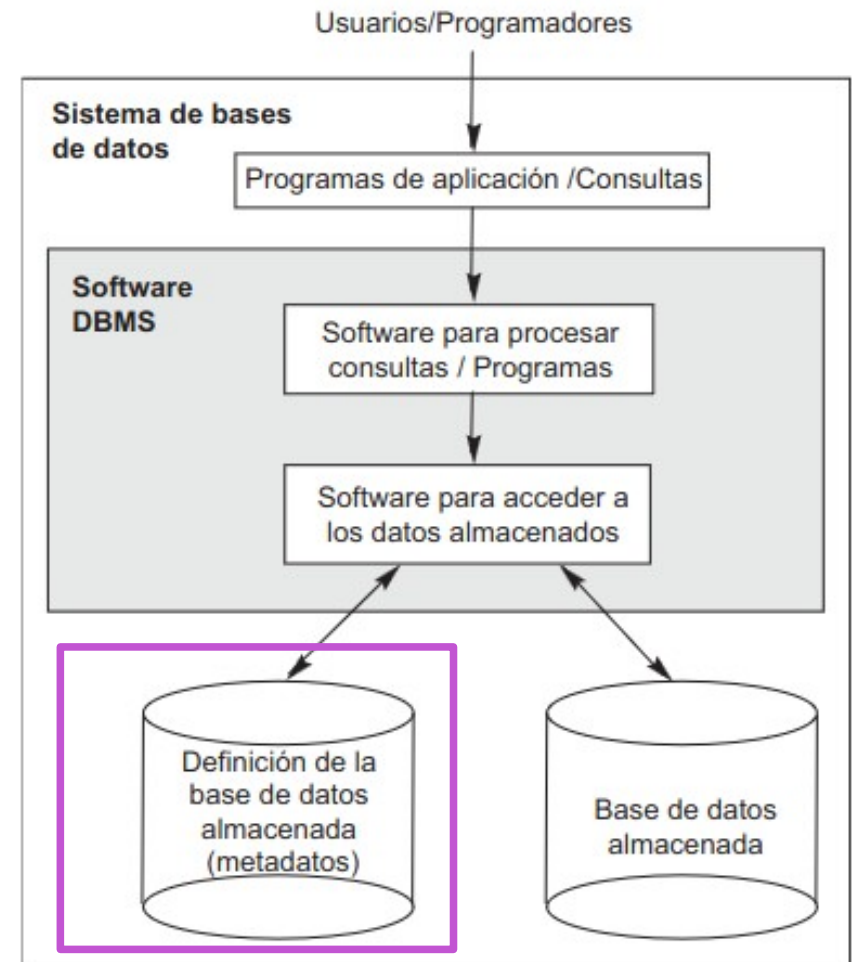 Usuarios/Programadores
Sistema de bases
de datos
Programas de aplicación /Consultas
Software
DBMS
Software para procesar
consultas / Programas
Software para acceder a
los datos almacenados
Definición de la
base de datos
almacenada
(metadatos)
Base de datos
almacenada